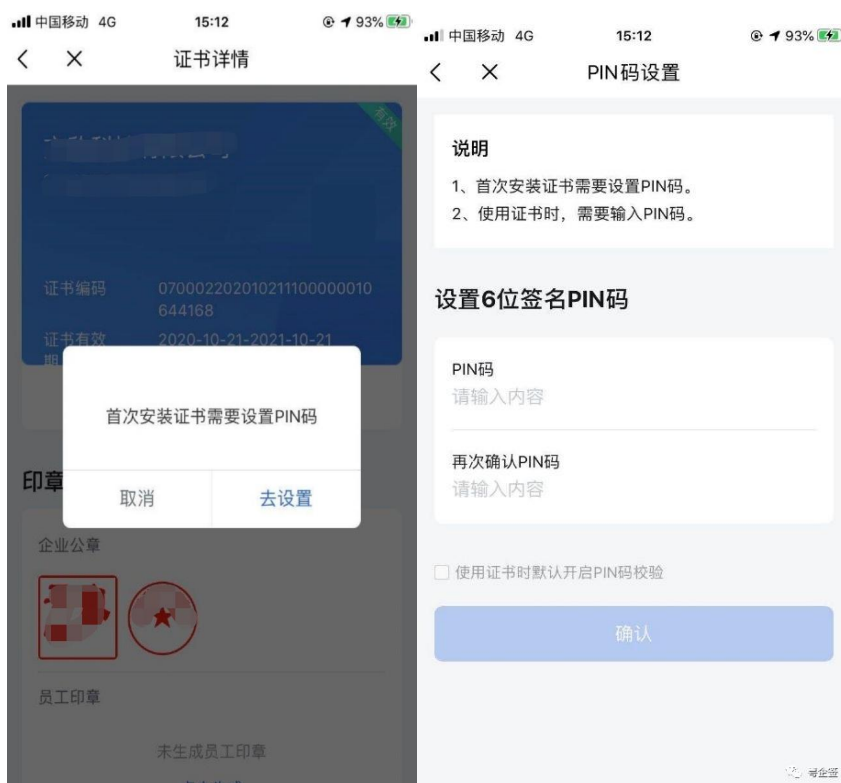 中国移动 4G 15:12 93%
证书详情
有效
证书编码 070002202010211100000010
644168
证书有效 2020-10-21-2021-10-21
期
首次安装证书需要设置PIN码
取消 去设置
印章
企业公章
员工印章
未生成员工印章
中国移动 4G 15:12 93%
PIN码设置
说明
1、首次安装证书需要设置PIN码。
2、使用证书时，需要输入PIN码。
设置6位签名PIN码
PIN码
请输入内容
再次确认PIN码
请输入内容
使用证书时默认开启PIN码校验
确认